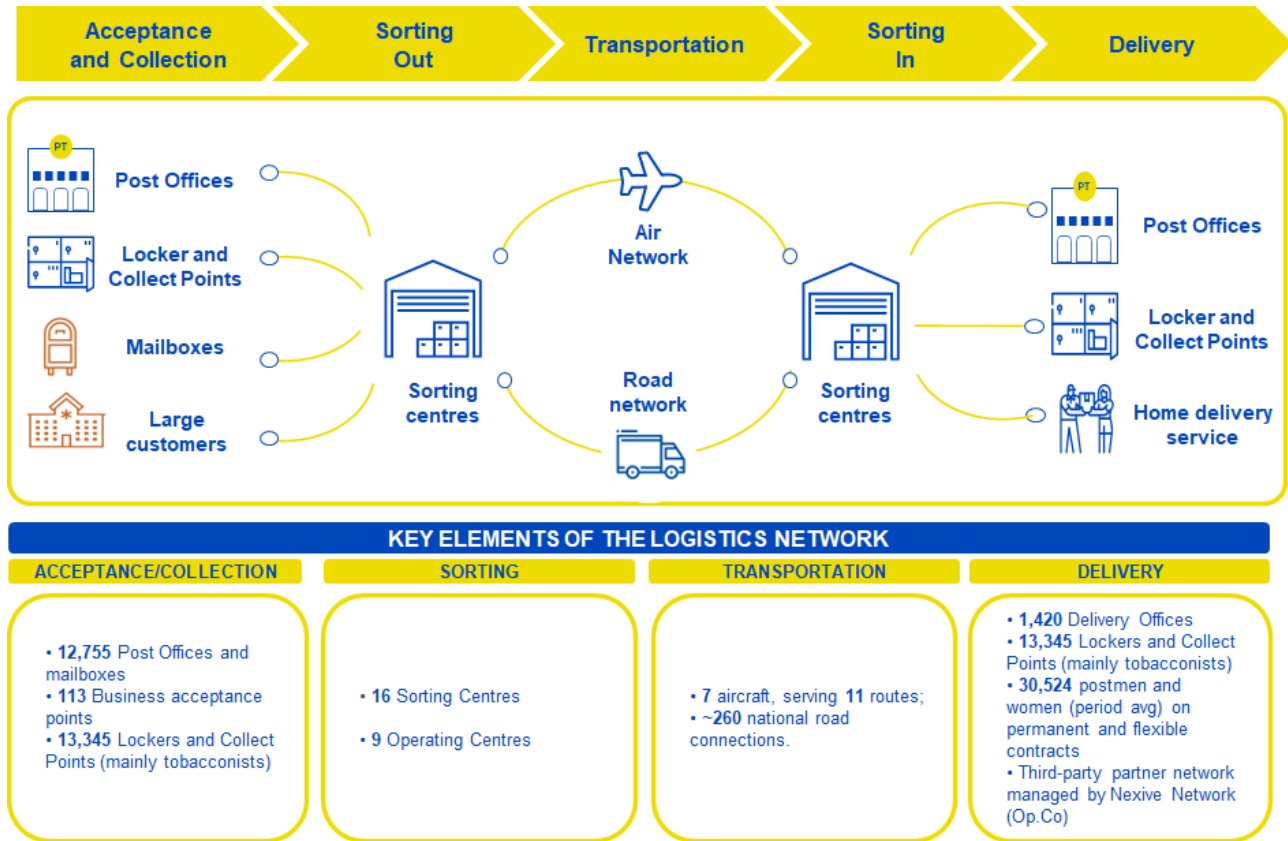 Acceptance
and Collection
Sorting
Out
Transportation
Sorting
In
Delivery
PT
Post Offices
Locker and
Collect Points
Mailboxes
Large
customers
Sorting
centres
Air
Network
Road
network
Sorting
centres
PT
Post Offices
Locker and
Collect Points
Home delivery
service
KEY ELEMENTS OF THE LOGISTICS NETWORK
ACCEPTANCE/COLLECTION
• 12,755 Post Offices and
mailboxes
• 113 Business acceptance
points
• 13,345 Lockers and Collect
Points (mainly tobacconists)
SORTING
• 16 Sorting Centres
• 9 Operating Centres
TRANSPORTATION
• 7 aircraft, serving 11 routes;
• ~260 national road
connections.
DELIVERY
• 1,420 Delivery Offices
• 13,345 Lockers and Collect
Points (mainly tobacconists)
• 30,524 postmen and
women (period avg) on
permanent and flexible
contracts
• Third-party partner network
managed by Nexive Network
(Op.Co)